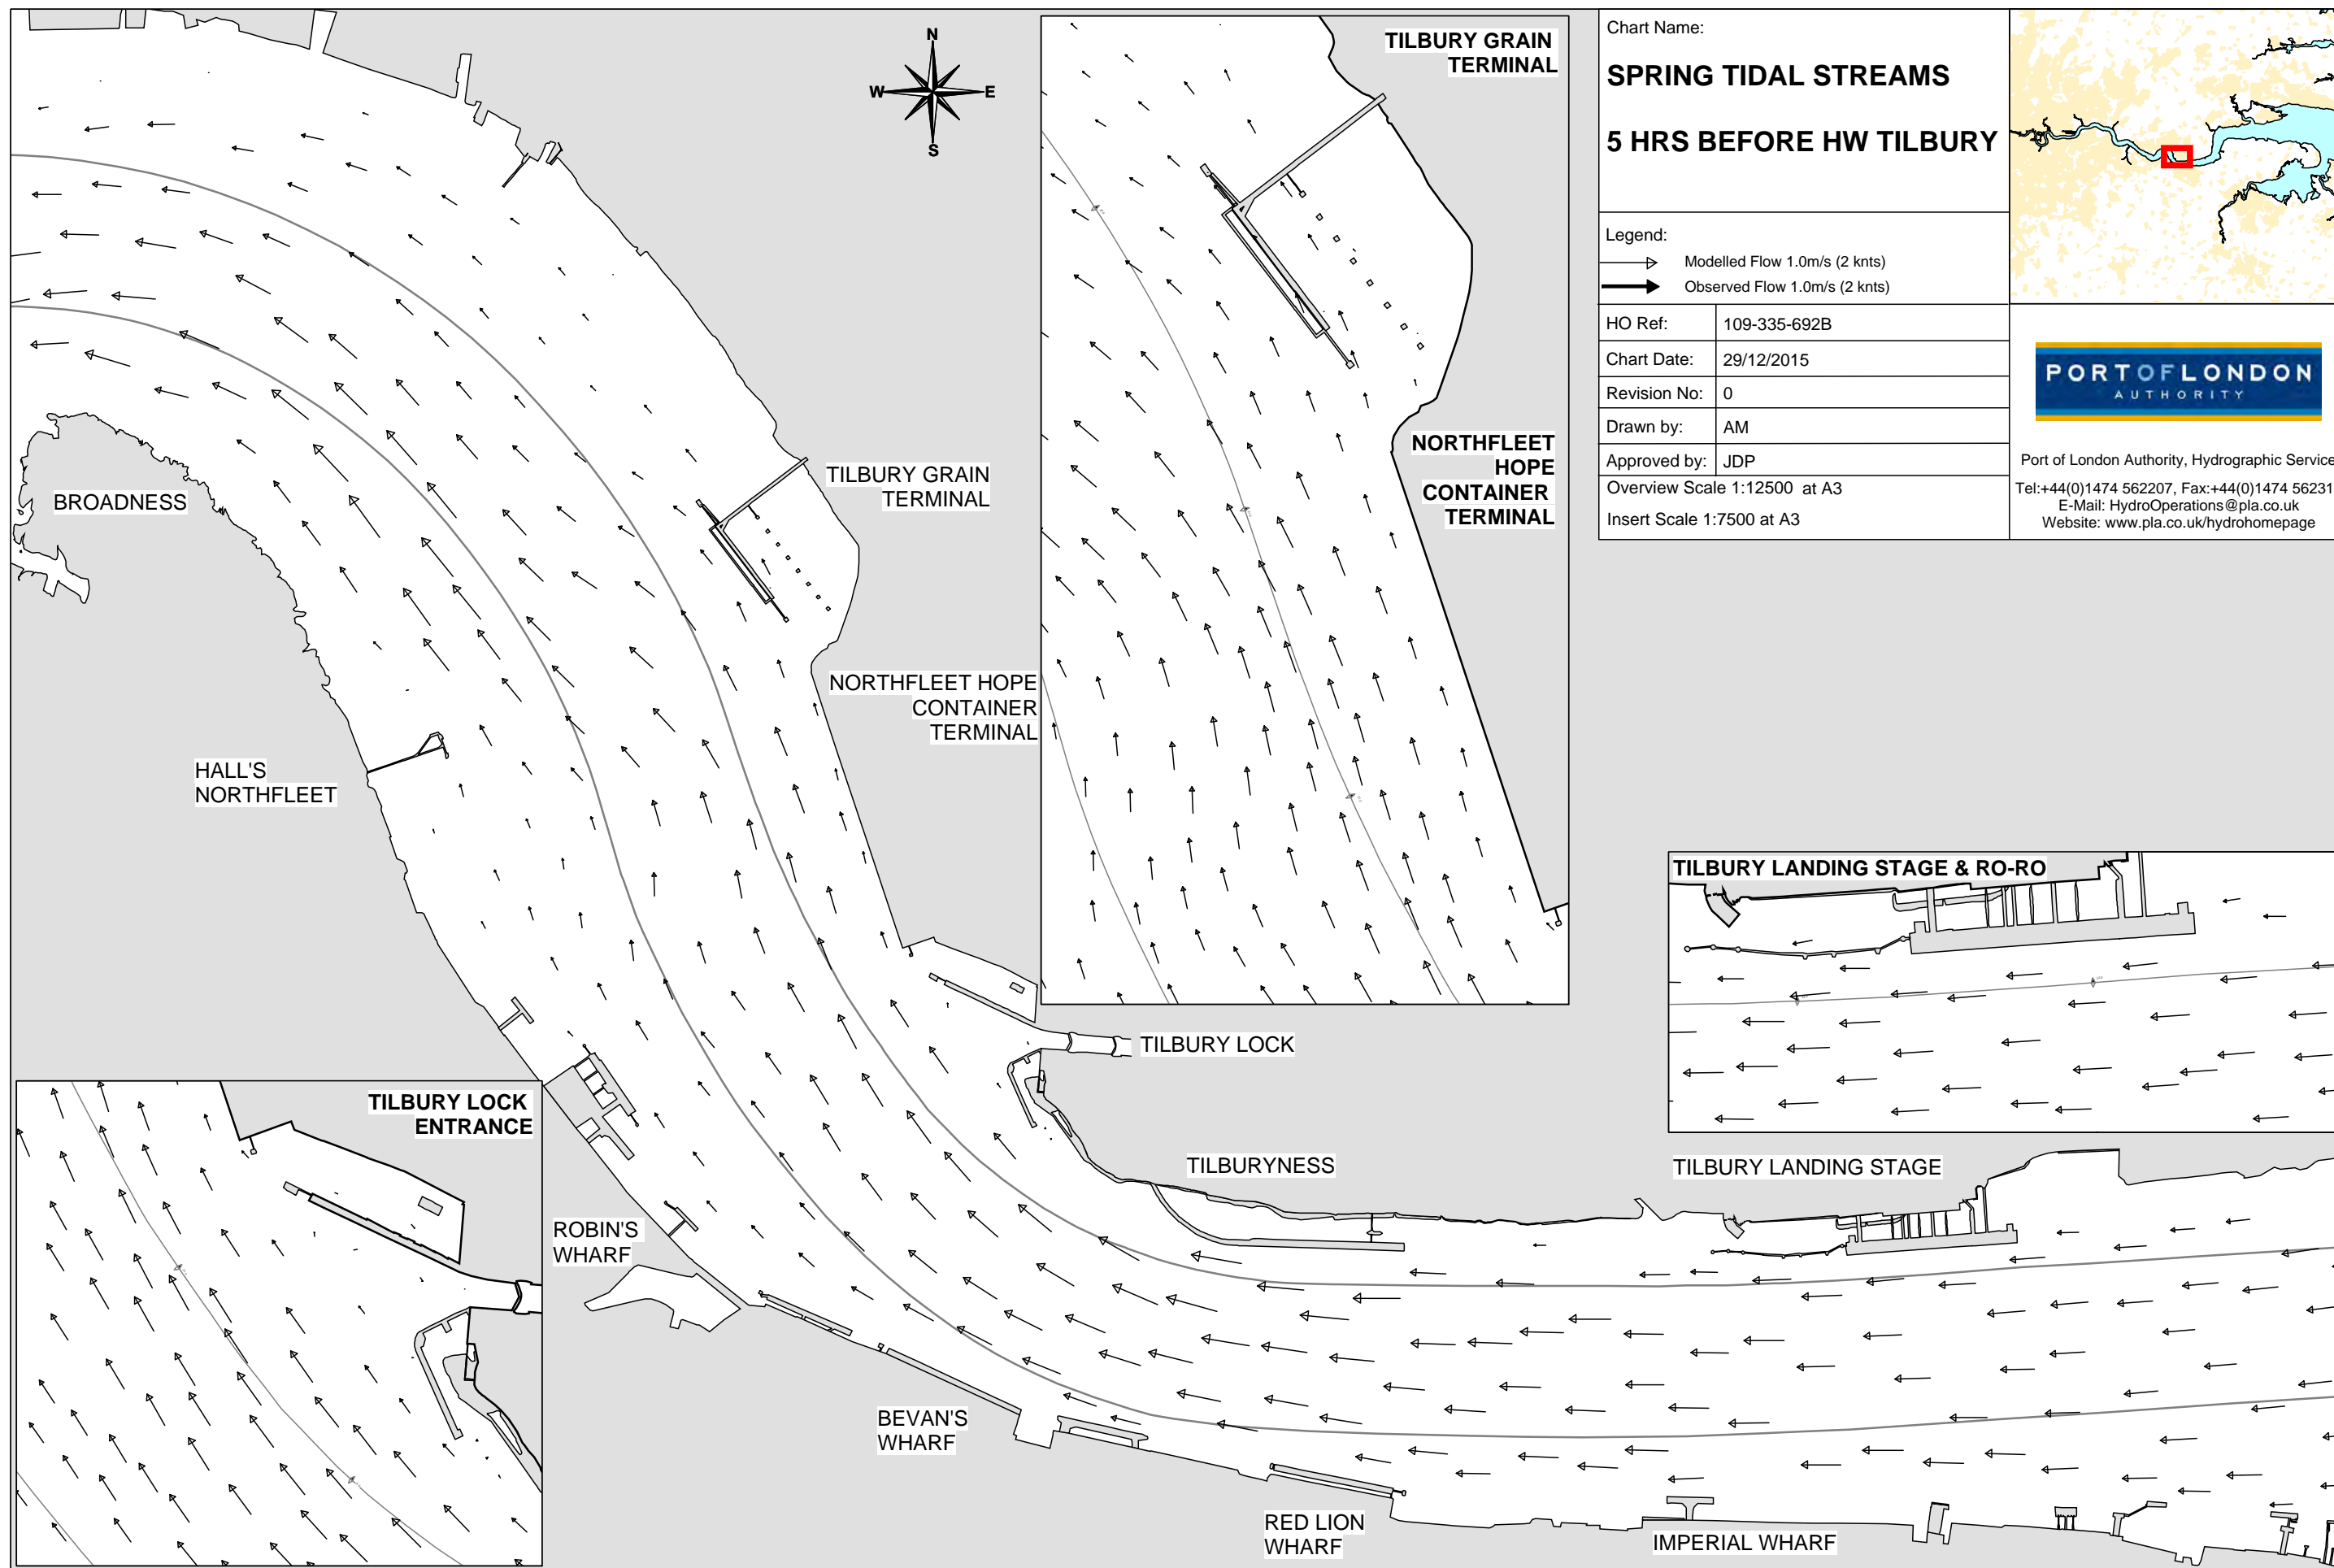 N
W
E
S
TILBURY GRAIN
TERMINAL
NORTHFLEET
HOPE
CONTAINER
TERMINAL
Chart Name:
SPRING TIDAL STREAMS
5 HRS BEFORE HW TILBURY
Legend:
Modelled Flow 1.0m/s (2 knts)
Observed Flow 1.0m/s (2 knts)
HO Ref: 109-335-692B
Chart Date: 29/12/2015
Revision No: 0
Drawn by: AM
Approved by: JDP
Overview Scale 1:12500 at A3
Insert Scale 1:7500 at A3
PORTOFLONDON
AUTHORITY
Port of London Authority, Hydrographic Service
Tel:+44(0)1474 562207, Fax:+44(0)1474 56231
E-Mail: HydroOperations@pla.co.uk
Website: www.pla.co.uk/hydrohomepage
BROADNESS
TILBURY GRAIN
TERMINAL
NORTHFLEET HOPE
CONTAINER
TERMINAL
HALL'S
NORTHFLEET
TILBURY LOCK
TILBURY LANDING STAGE & RO-RO
TILBURY LOCK
ENTRANCE
TILBURYNESS
TILBURY LANDING STAGE
ROBIN'S
WHARF
BEVAN'S
WHARF
RED LION
WHARF
IMPERIAL WHARF